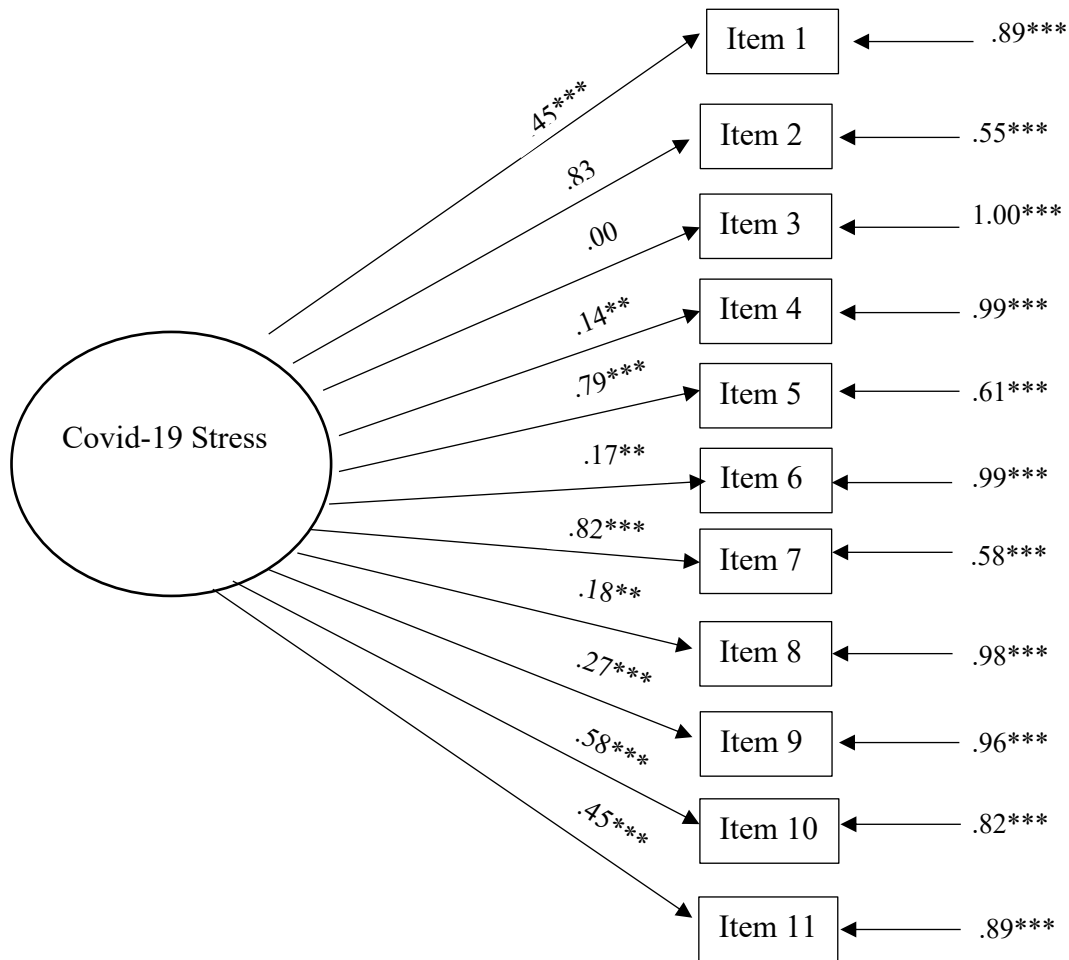 Item 1
.89***
.45***
Item 2
.55***
.83
Item 3
1.00***
.00
Item 4
.99***
.14**
Item 5
.61***
.79***
Covid-19 Stress
Item 6
.99***
.17**
Item 7
.58***
.82***
Item 8
.98***
.18**
Item 9
.96***
.27***
Item 10
.82***
.58***
Item 11
.89***
.45***